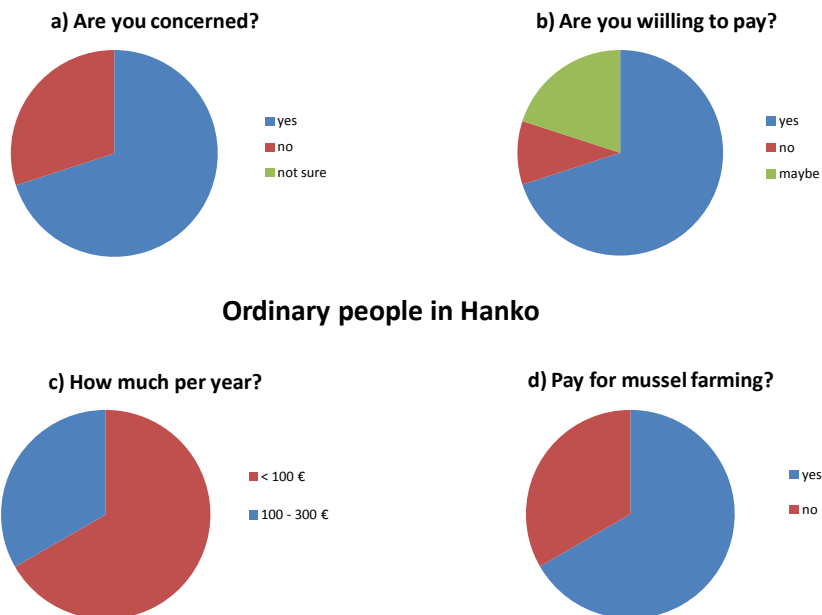 a) Are you concerned?
yes
no
not sure
b) Are you wiilling to pay?
yes
no
maybe
Ordinary people in Hanko
c) How much per year?
< 100 €
100 - 300 €
d) Pay for mussel farming?
yes
no